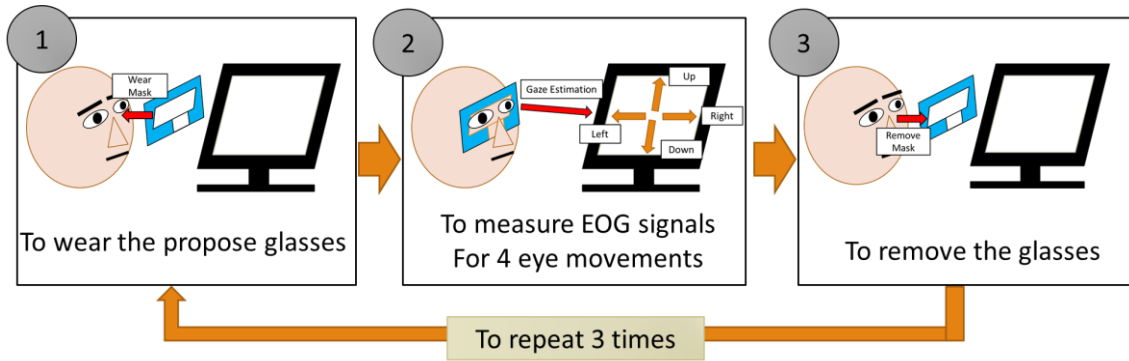 1
Wear
Mask
To wear the propose glasses
2
Gaze Estimation
Up
Left
Right
Down
To measure EOG signals
For 4 eye movements
3
Remove
Mask
To remove the glasses
To repeat 3 times